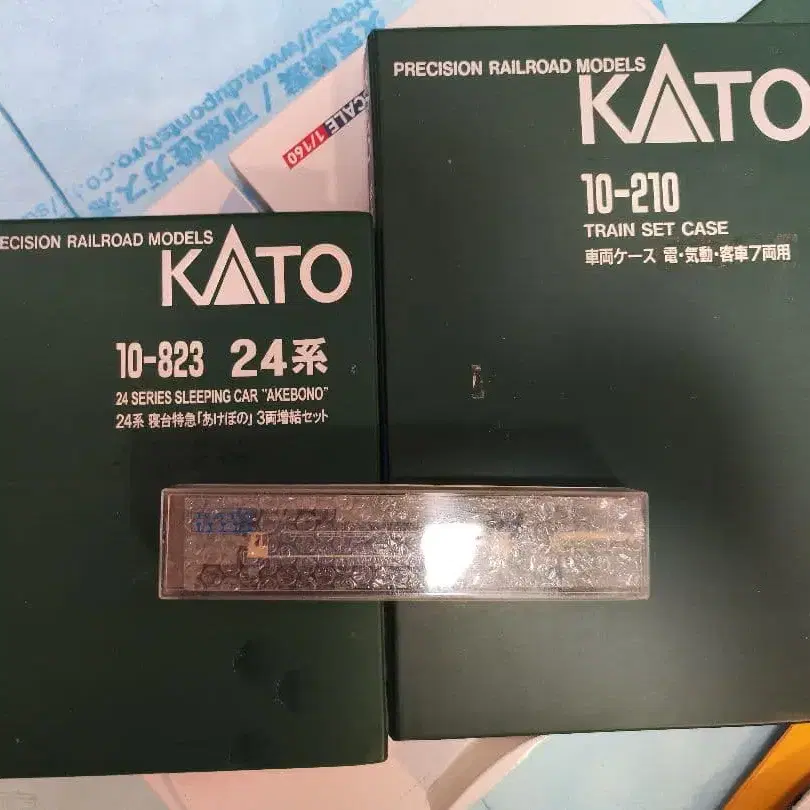 PRECISION RAILROAD MODELS
KATO
10-210
TRAIN SET CASE
車両ケース 電・気動・客車7両用
ECISION RAILROAD MODELS
KATO
10-823 24系
24 SERIES SLEEPING CAR "AKEBONO"
24系 寝台特急「あけぼの」 3両増結セット
CALE 1/160